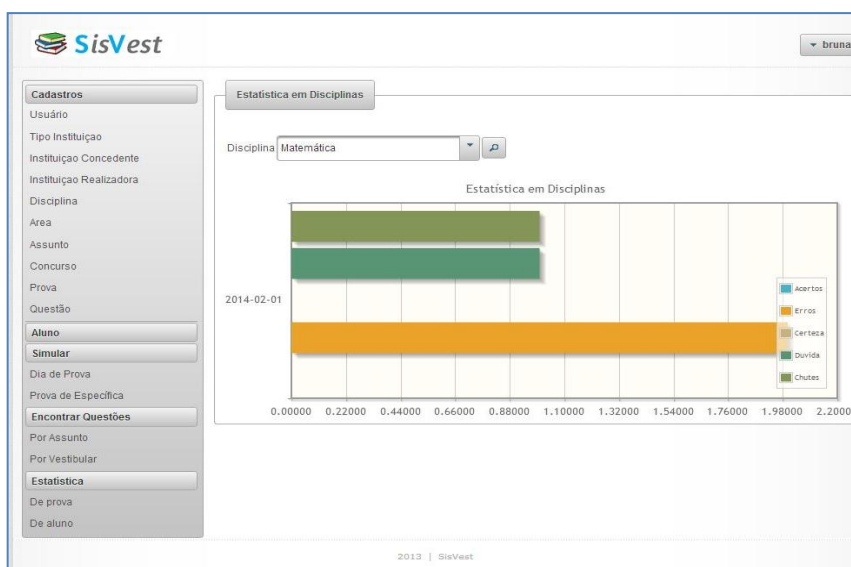 SisVest
bruna
Cadastros
Usuário
Tipo Instituiçao
Instituiçao Concedente
Instituiçao Realizadora
Disciplina
Area
Assunto
Concurso
Prova
Questão
Aluno
Simular
Dia de Prova
Prova de Específica
Encontrar Questões
Por Assunto
Por Vestibular
Estatistica
De prova
De aluno
Estatistica em Disciplinas
Disciplina Matemática
Estatística em Disciplinas
2014-02-01
Acertos
Erros
Certeza
Duvida
Chutes
0.00000 0.22000 0.44000 0.66000 0.88000 1.10000 1.32000 1.54000 1.76000 1.98000 2.2000
2013 | SisVest